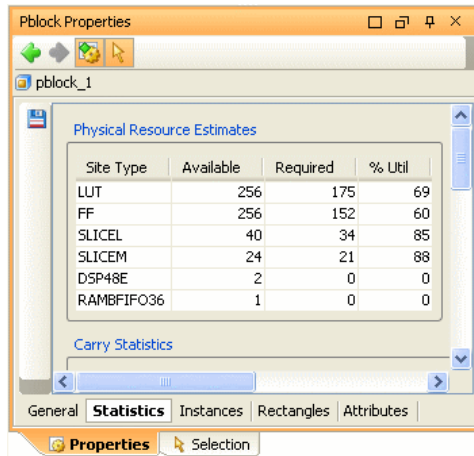 Pblock Properties
pblock_1
Physical Resource Estimates
Site Type Available Required % Util
LUT 256 175 69
FF 256 152 60
SLICEL 40 34 85
SLICEM 24 21 88
DSP48E 2 0 0
RAMBFIFO36 1 0 0
Carry Statistics
General Statistics Instances Rectangles Attributes
Properties Selection